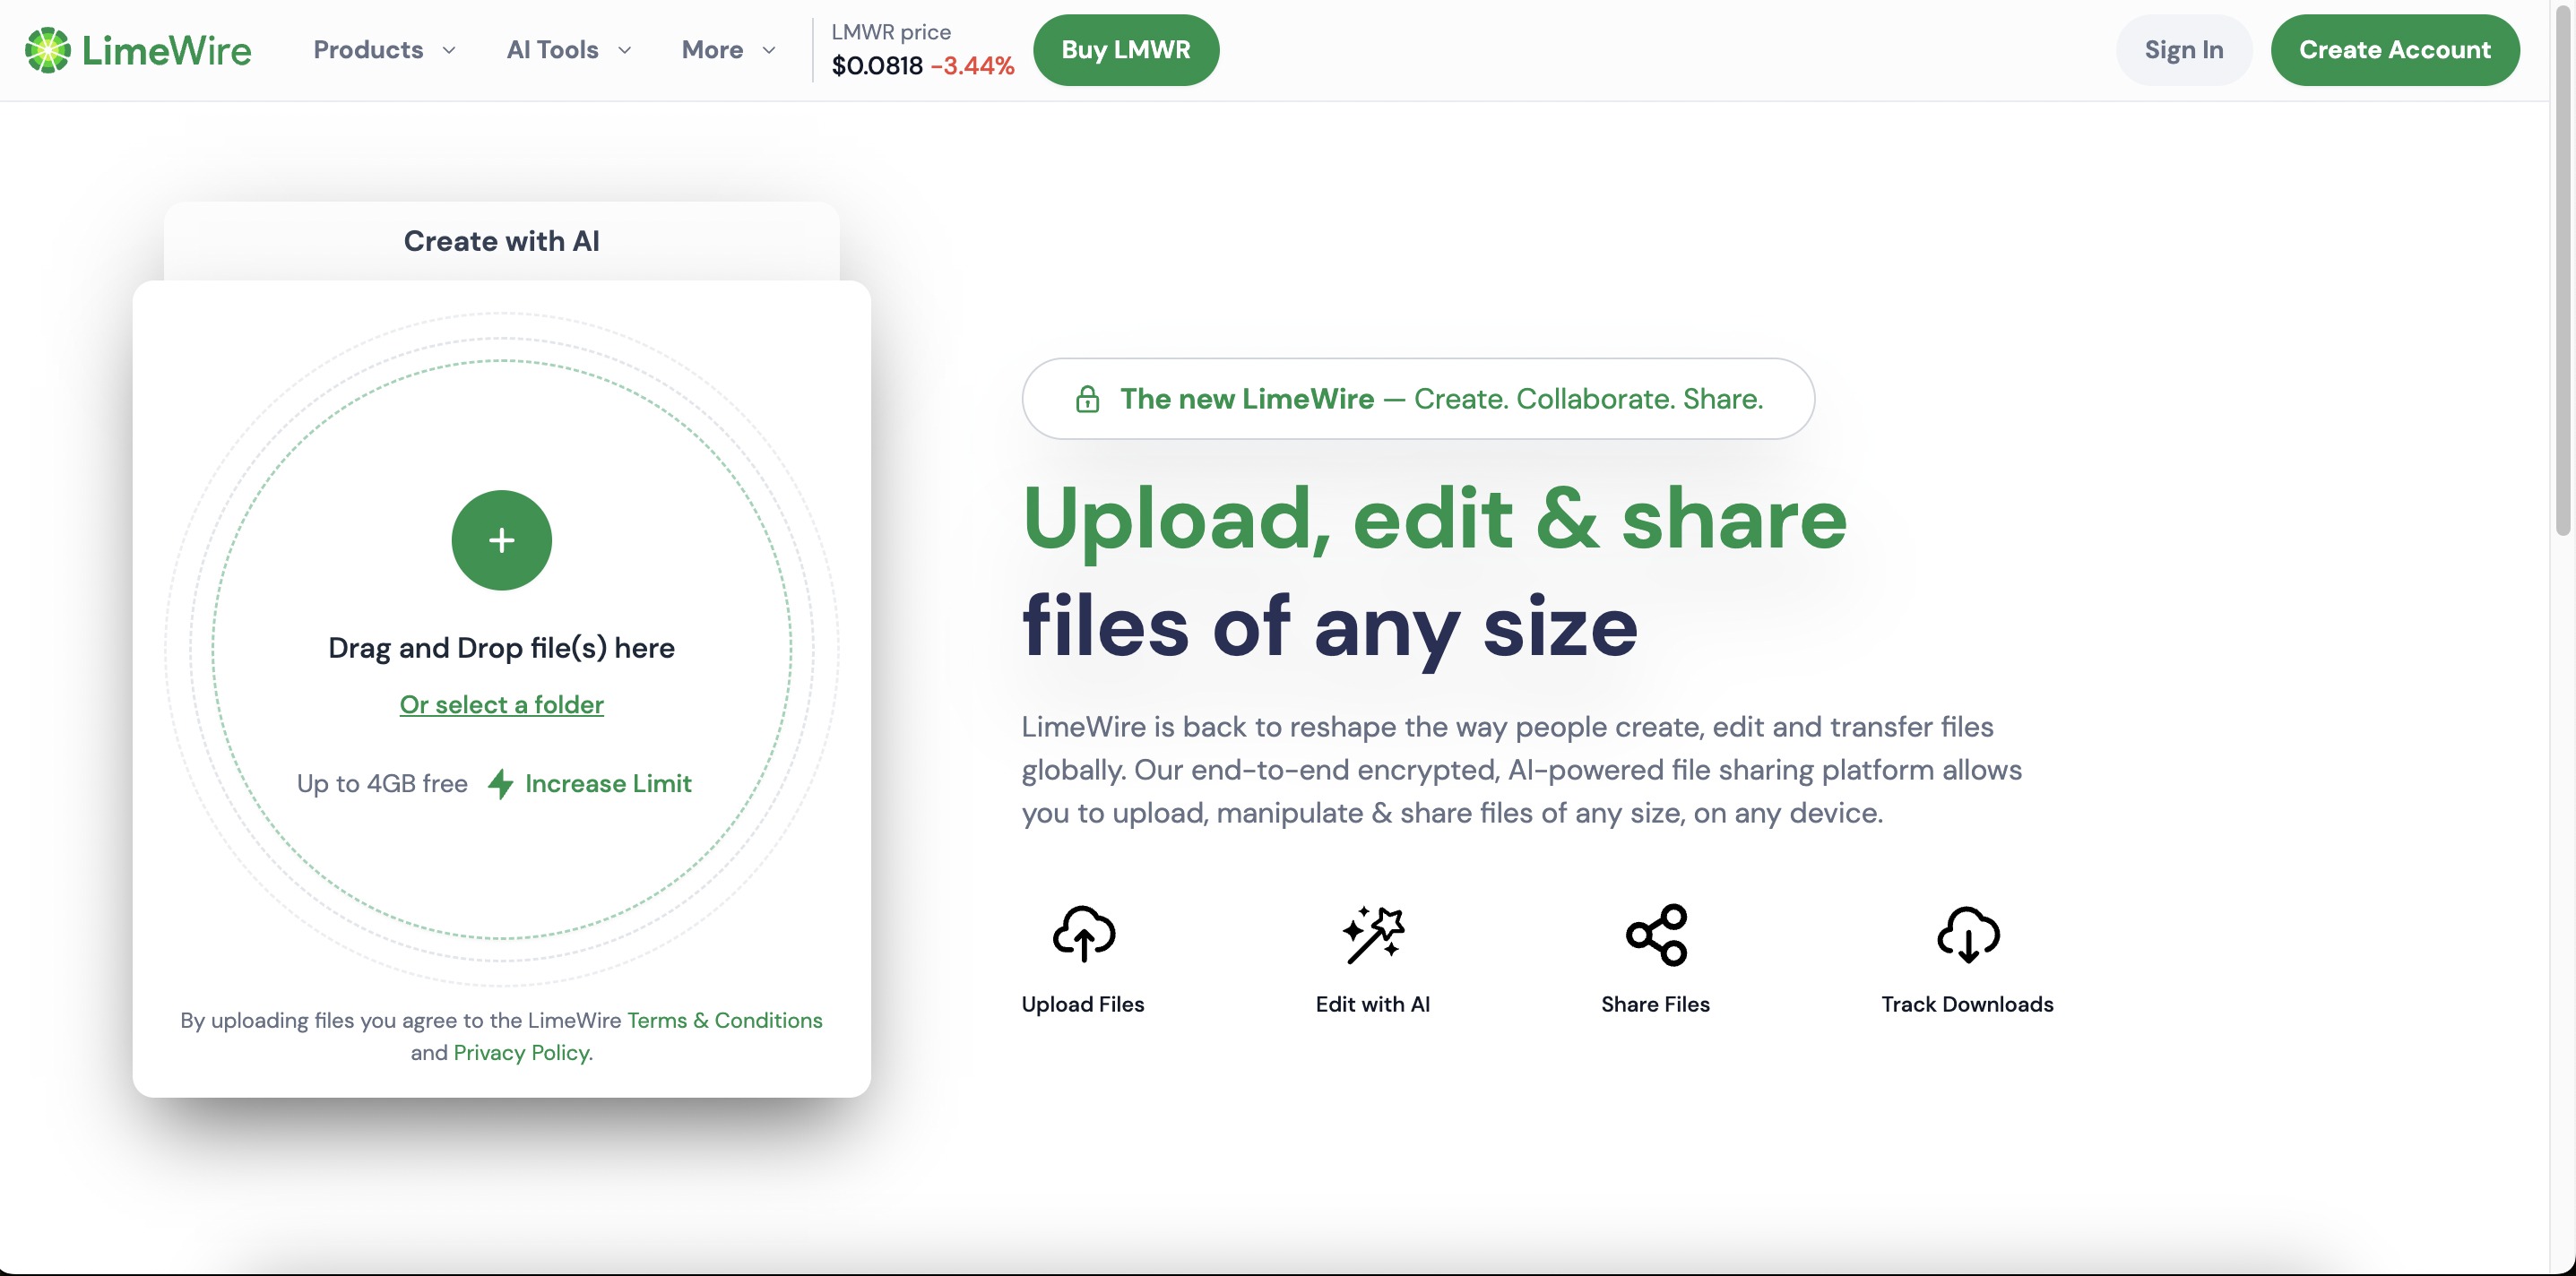 LimeWire
Products
AI Tools
More
LMWR price
$0.0818 -3.44%
Buy LMWR
Sign In
Create Account
Create with AI
Drag and Drop file(s) here
Or select a folder
Up to 4GB free Increase Limit
By uploading files you agree to the LimeWire Terms & Conditions
and Privacy Policy.
The new LimeWire — Create. Collaborate. Share.
Upload, edit & share
files of any size
LimeWire is back to reshape the way people create, edit and transfer files
globally. Our end-to-end encrypted, AI-powered file sharing platform allows
you to upload, manipulate & share files of any size, on any device.
Upload Files
Edit with AI
Share Files
Track Downloads